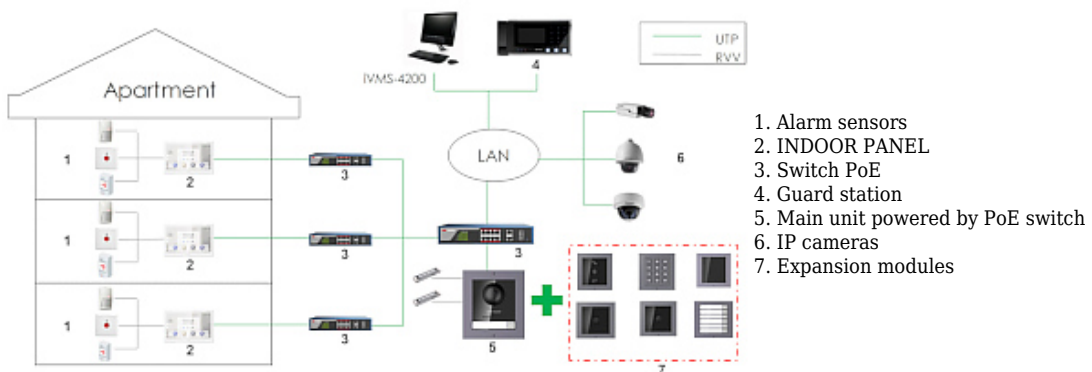 UTP
RVV
4
iVMS-4200
Apartment
1
2
3
LAN
6
1. Alarm sensors
2. INDOOR PANEL
3. Switch PoE
4. Guard station
5. Main unit powered by PoE switch
6. IP cameras
7. Expansion modules
1
2
3
3
1
2
3
5
7